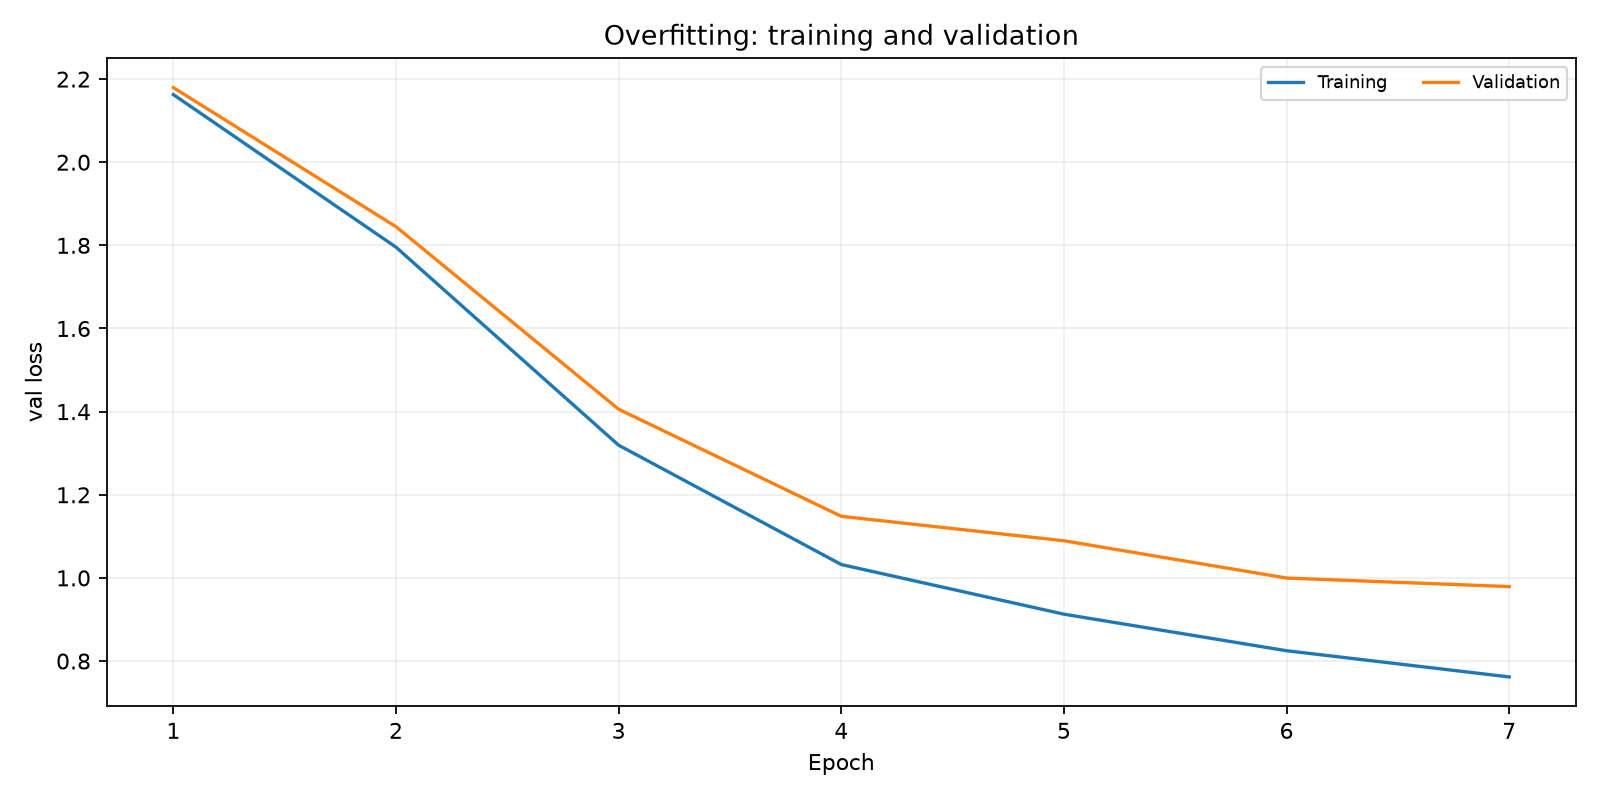 Overfitting: training and validation
Training
Validation
2.2
2.0
1.8
1.6
1.4
1.2
1.0
0.8
val loss
1 2 3 4 5 6 7
Epoch